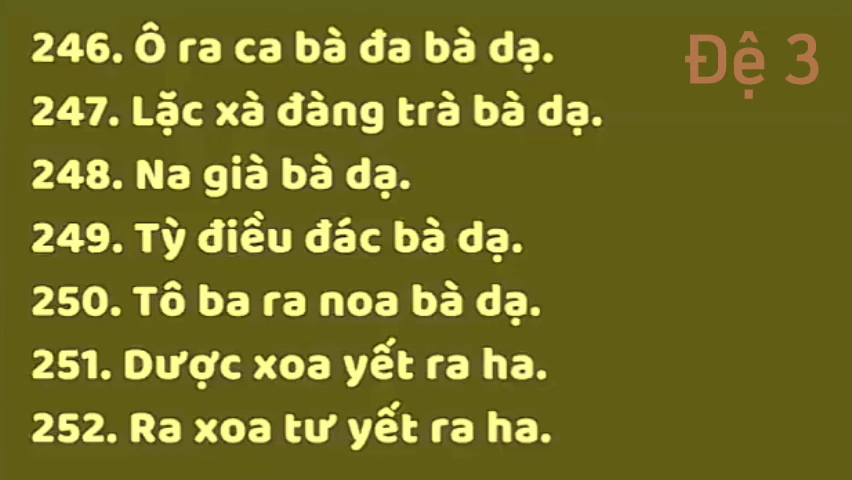 246. Ô ra ca bà đa bà dạ.
Đệ 3
247. Lặc xà đàng trà bà dạ.
248. Na già bà dạ.
249. Tỳ điều đác bà dạ.
250. Tô ba ra noa bà dạ.
251. Dược xoa yết ra ha.
252. Ra xoa tư yết ra ha.